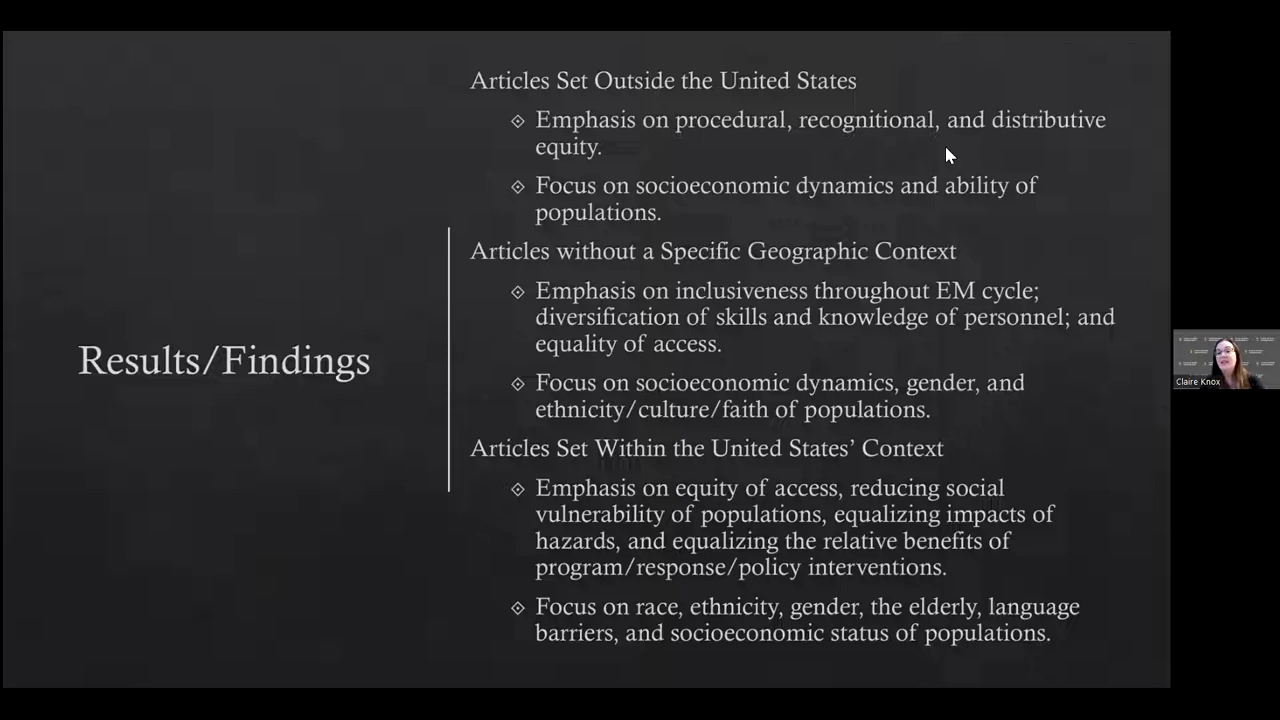 Articles Set Outside the United States
Emphasis on procedural, recognitional, and distributive
equity.
Focus on socioeconomic dynamics and ability of
populations.
Articles without a Specific Geographic Context
Emphasis on inclusiveness throughout EM cycle;
diversification of skills and knowledge of personnel; and
equality of access.
Focus on socioeconomic dynamics, gender, and
ethnicity/culture/faith of populations.
Articles Set Within the United States’ Context
Emphasis on equity of access, reducing social
vulnerability of populations, equalizing impacts of
hazards, and equalizing the relative benefits of
program/response/policy interventions.
Focus on race, ethnicity, gender, the elderly, language
barriers, and socioeconomic status of populations.
Results/Findings
Claire Knox